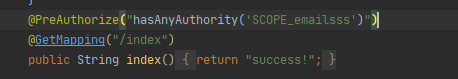 }
@PreAuthorize("hasAnyAuthority('SCOPE_emailsss')")
@GetMapping("/index")
public String index() { return "success!"; }